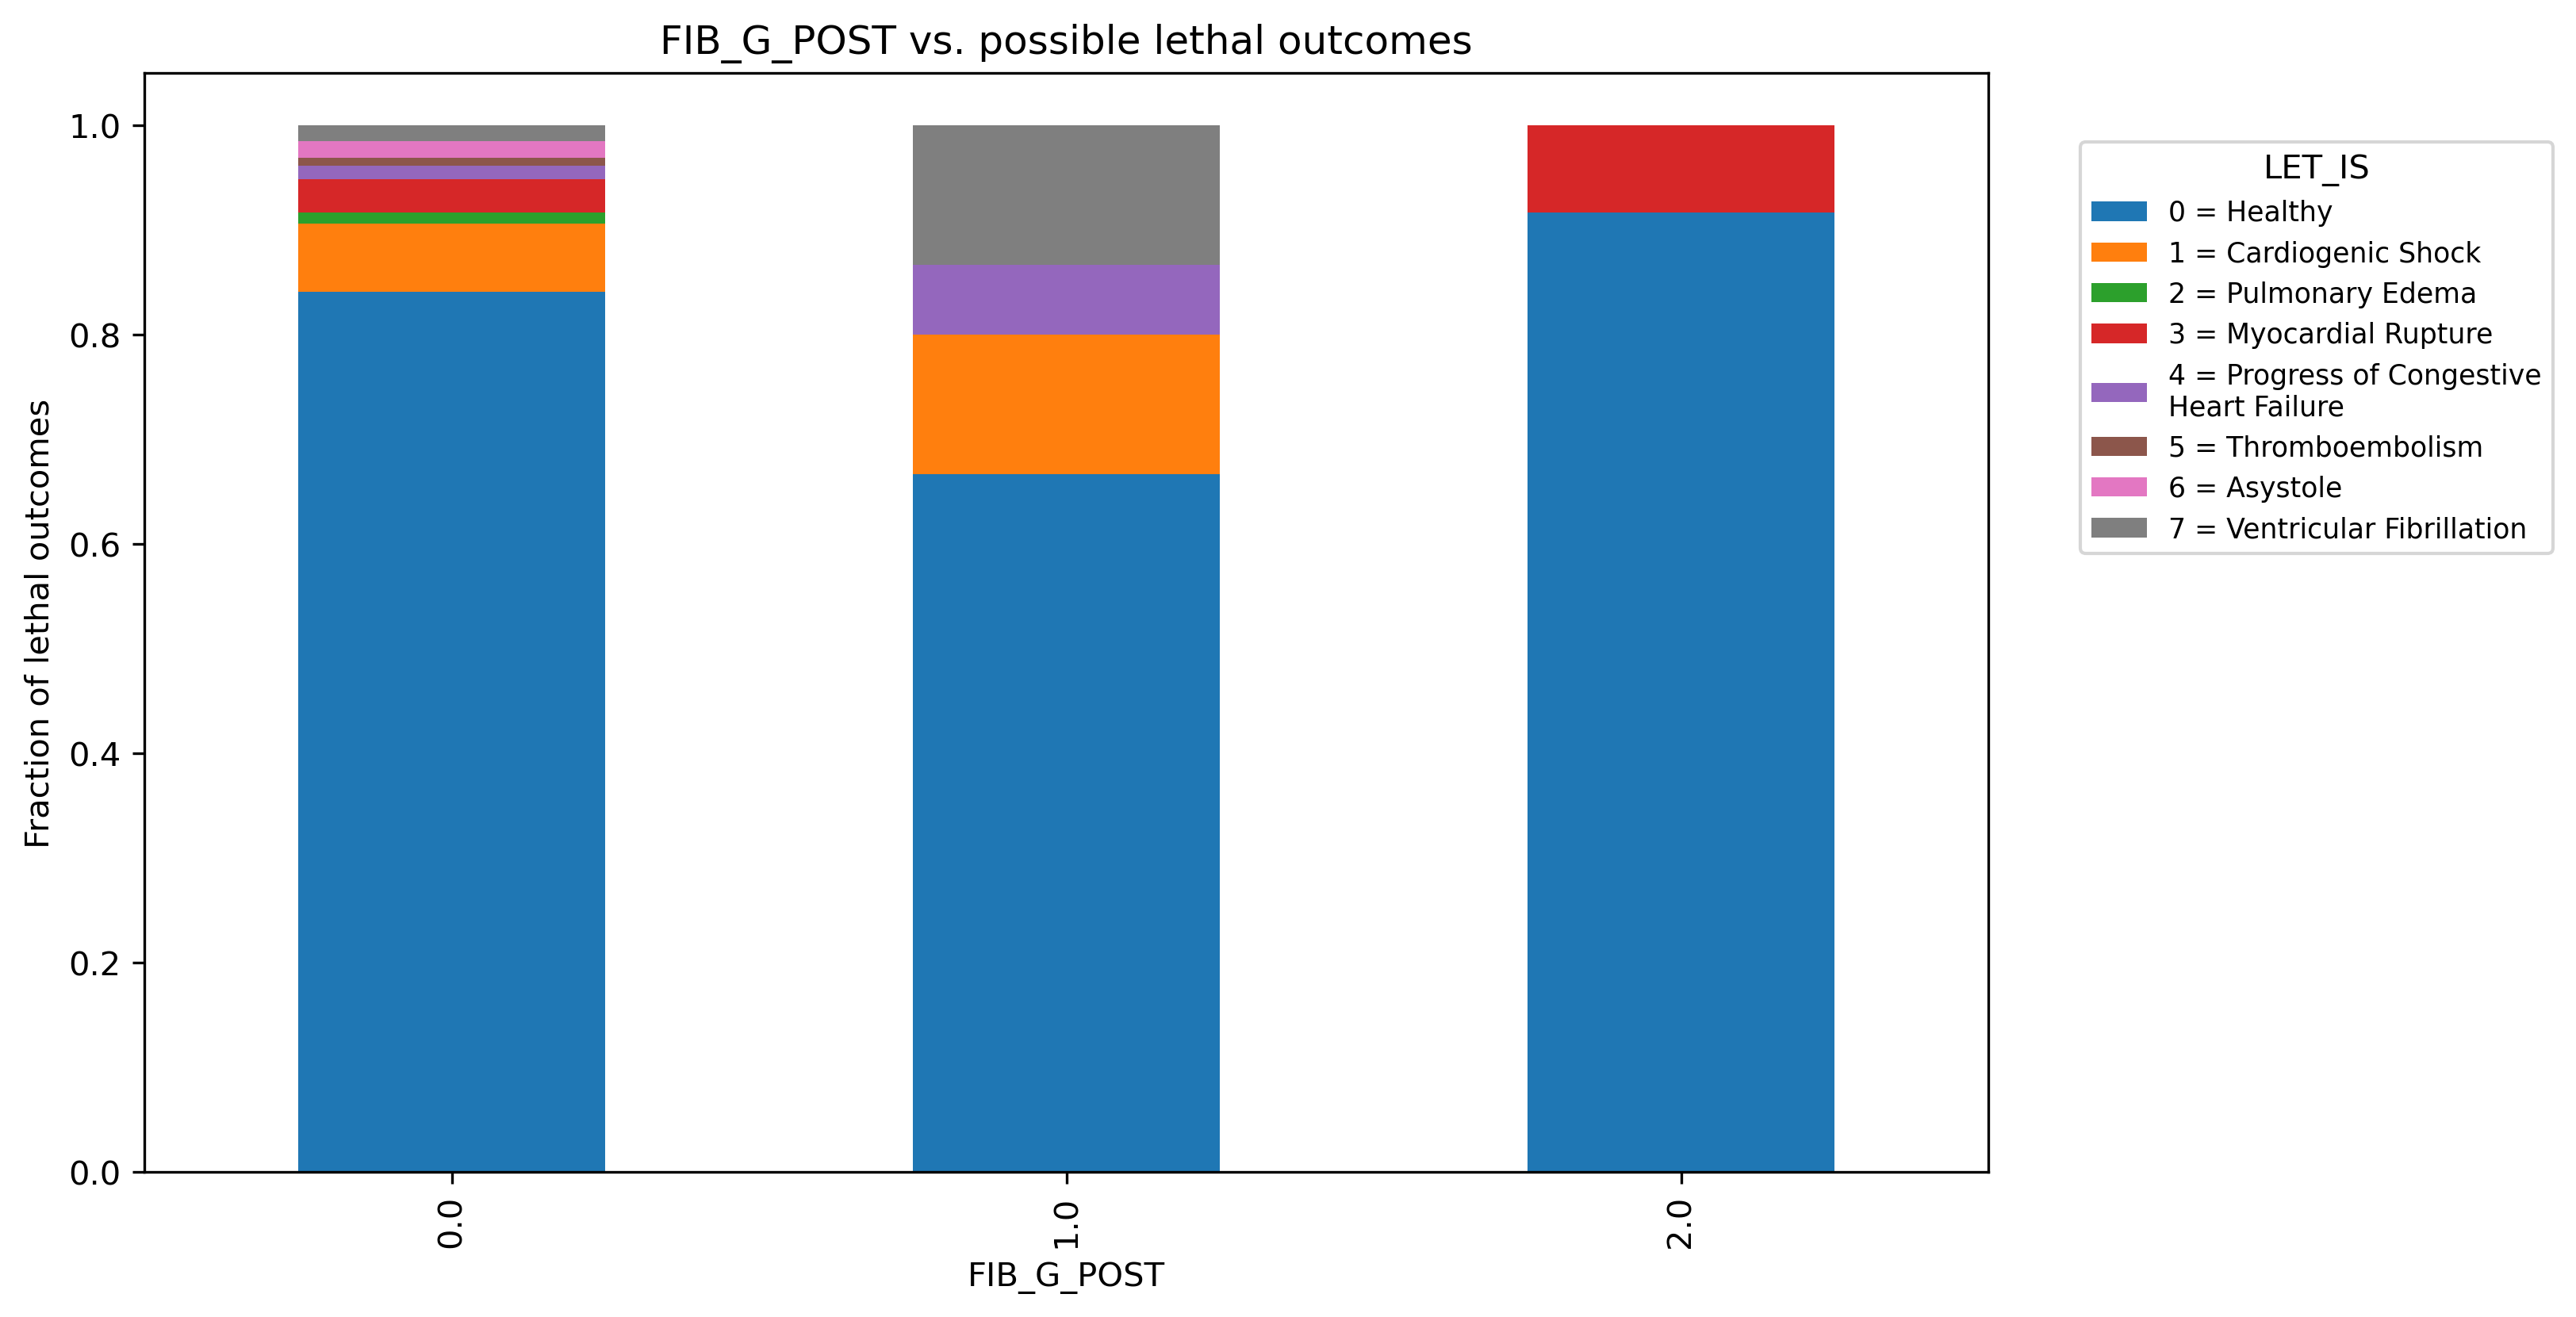 FIB_G_POST vs. possible lethal outcomes
Fraction of lethal outcomes
1.0
0.8
0.6
0.4
0.2
0.0
0.0
1.0
2.0
FIB_G_POST
LET_IS
0 = Healthy
1 = Cardiogenic Shock
2 = Pulmonary Edema
3 = Myocardial Rupture
4 = Progress of Congestive
Heart Failure
5 = Thromboembolism
6 = Asystole
7 = Ventricular Fibrillation